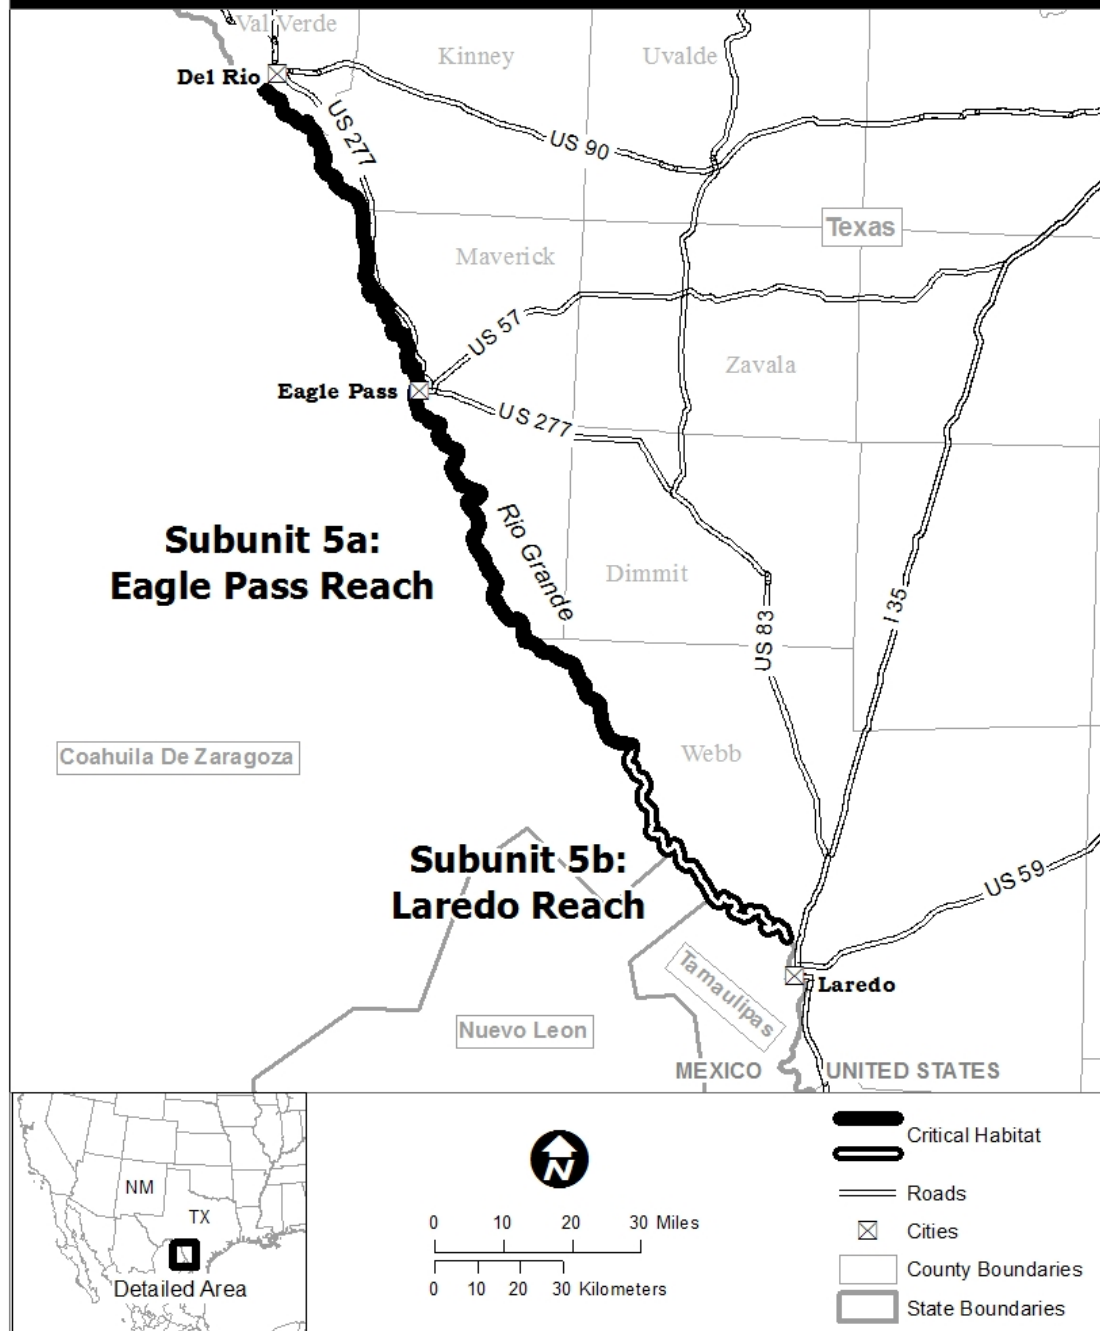 Val Verde
Kinney
Uvalde
Del Rio
US 277
US 90
Texas
Maverick
US 57
Zavala
Eagle Pass
US 277
Rio Grande
Subunit 5a:
Eagle Pass Reach
Dimmit
I 35
US 83
Coahuila De Zaragoza
Webb
Subunit 5b:
Laredo Reach
US 59
Tamaulipas
Laredo
Nuevo Leon
MEXICO
UNITED STATES
NM
TX
Detailed Area
N
0 10 20 30 Miles
0 10 20 30 Kilometers
Critical Habitat
Roads
Cities
County Boundaries
State Boundaries